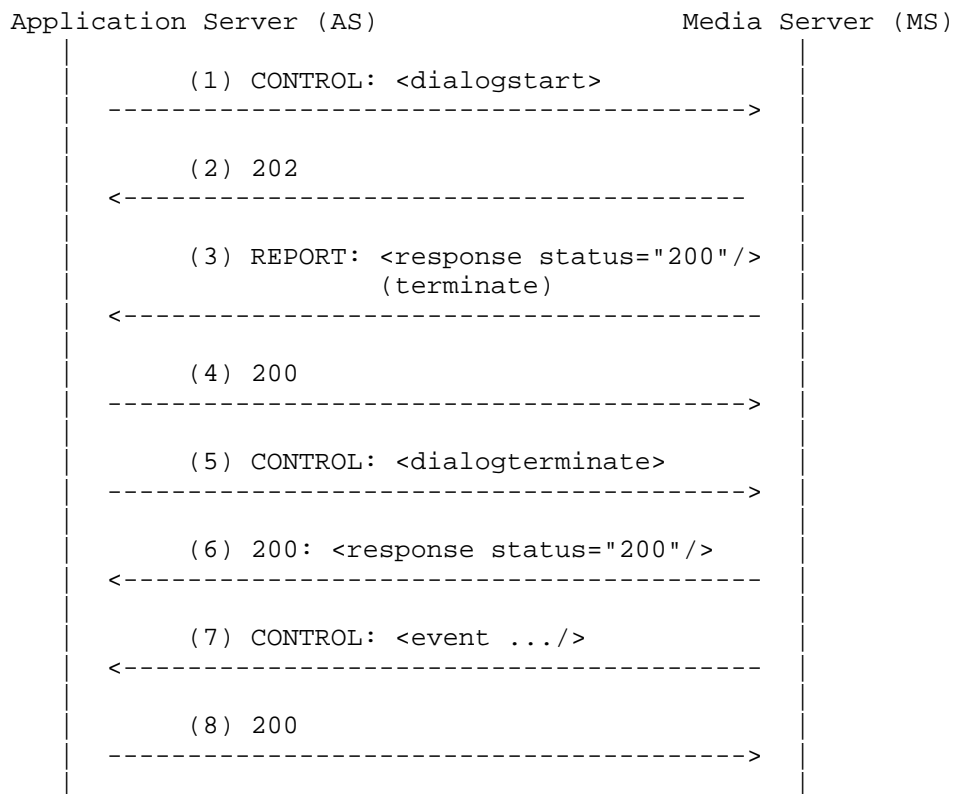 Application Server (AS) Media Server (MS)
(1) CONTROL: <dialogstart>
(2) 202
(3) REPORT: <response status="200"/>
(terminate)
(4) 200
(5) CONTROL: <dialogterminate>
(6) 200: <response status="200"/>
(7) CONTROL: <event .../>
(8) 200